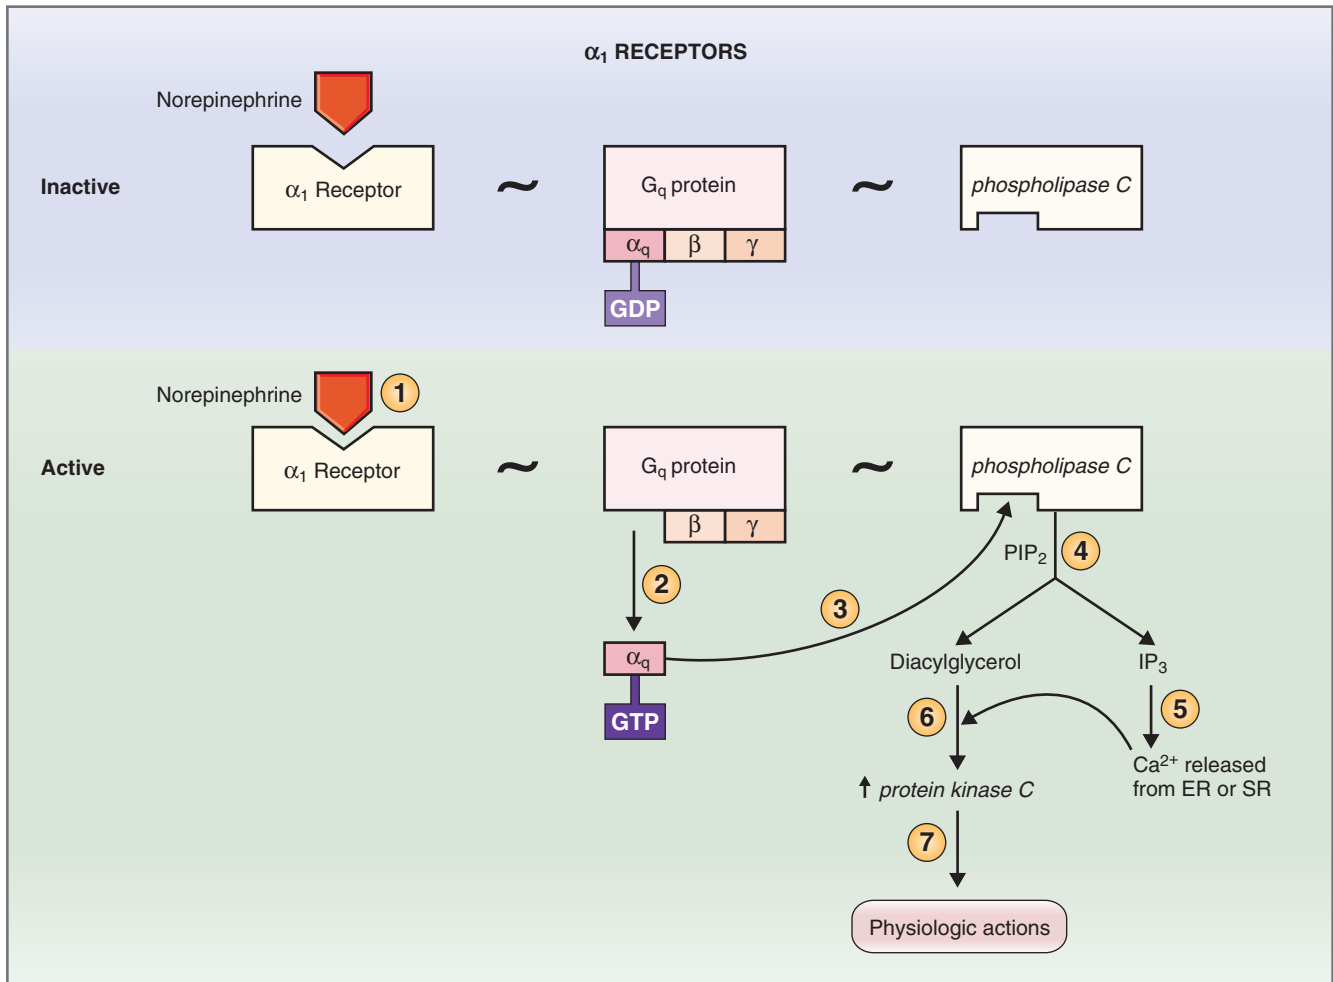 α₁ RECEPTORS
Norepinephrine
Inactive
α₁ Receptor
~
Gq protein
~
phospholipase C
αq
β
γ
GDP
Norepinephrine
1
Active
α₁ Receptor
~
Gq protein
~
phospholipase C
β
γ
2
PIP₂
4
3
αq
GTP
Diacylglycerol
IP₃
6
5
Ca²⁺ released
from ER or SR
↑ protein kinase C
7
Physiologic actions